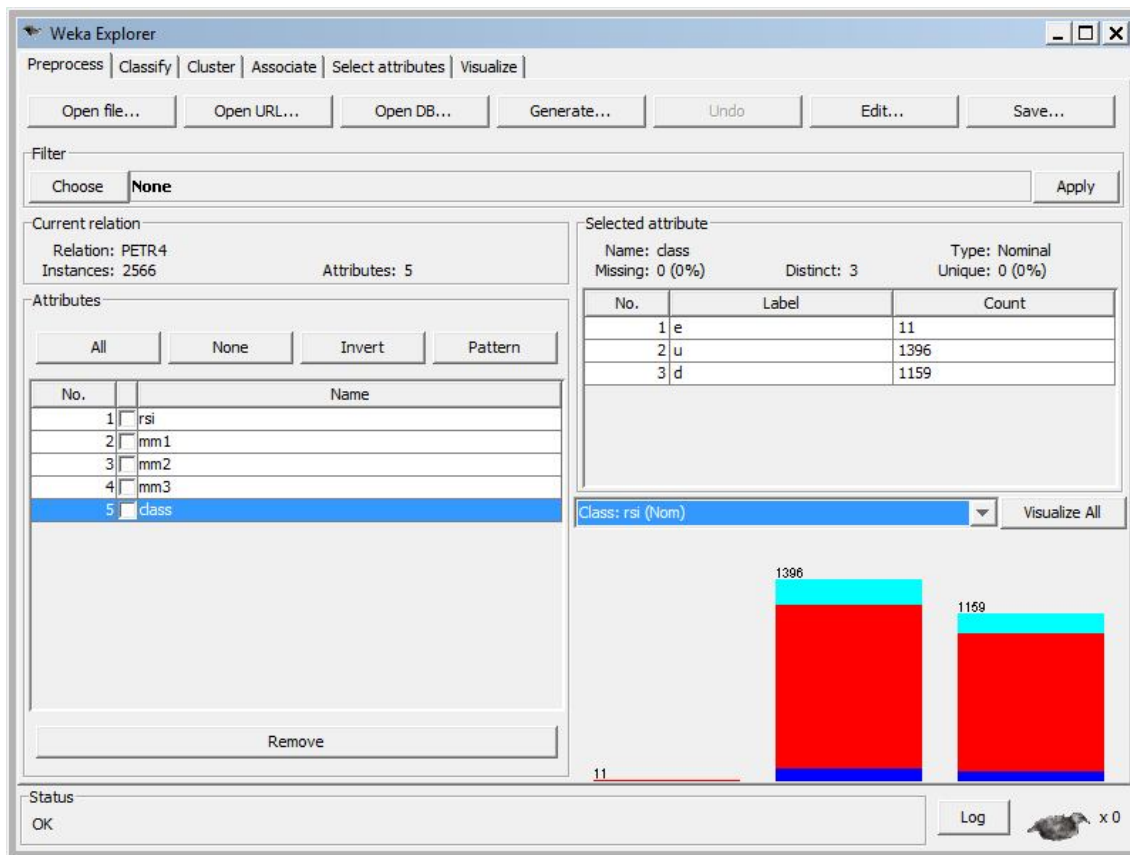 Weka Explorer
Preprocess Classify Cluster Associate Select attributes Visualize
Open file... Open URL... Open DB... Generate... Undo Edit... Save...
Filter
Choose None Apply
Current relation
Relation: PETR4
Instances: 2566 Attributes: 5
Attributes
All None Invert Pattern
No. Name
1 rsi
2 mm1
3 mm2
4 mm3
5 class
Remove
Selected attribute
Name: class Type: Nominal
Missing: 0 (0%) Distinct: 3 Unique: 0 (0%)
No. Label Count
1 e 11
2 u 1396
3 d 1159
Class: rsi (Nom) Visualize All
1396
1159
11
Status
OK
Log x 0